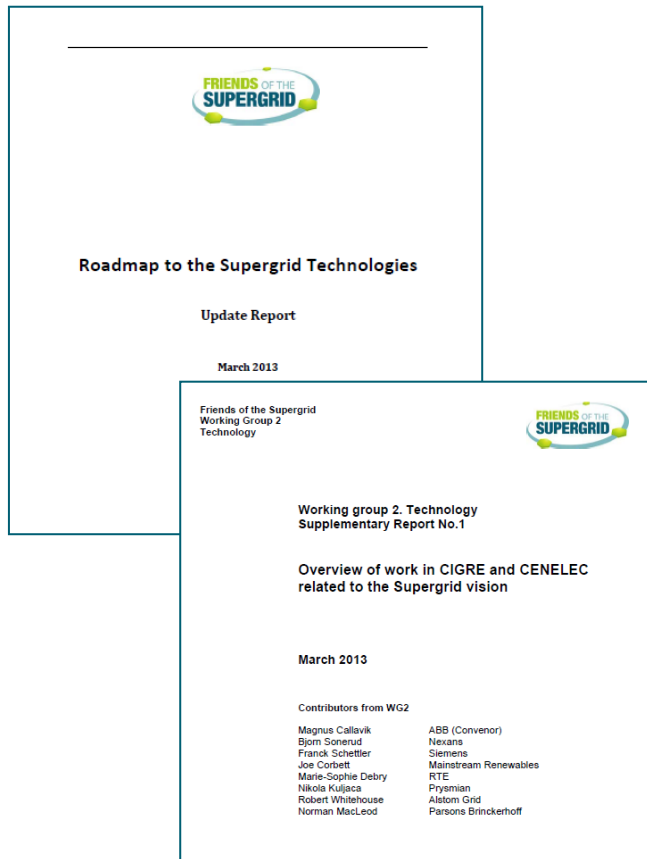 FRIENDS OF THE
SUPERGRID
Roadmap to the Supergrid Technologies
Update Report
March 2013
Friends of the Supergrid
Working Group 2
Technology
FRIENDS OF THE
SUPERGRID
Working group 2. Technology
Supplementary Report No.1
Overview of work in CIGRE and CENELEC
related to the Supergrid vision
March 2013
Contributors from WG2
Magnus Callavik ABB (Convenor)
Bjorn Sonerud Nexans
Franck Schettler Siemens
Joe Corbett Mainstream Renewables
Marie-Sophie Debry RTE
Nikola Kuljaca Prysmian
Robert Whitehouse Alstom Grid
Norman MacLeod Parsons Brinckerhoff